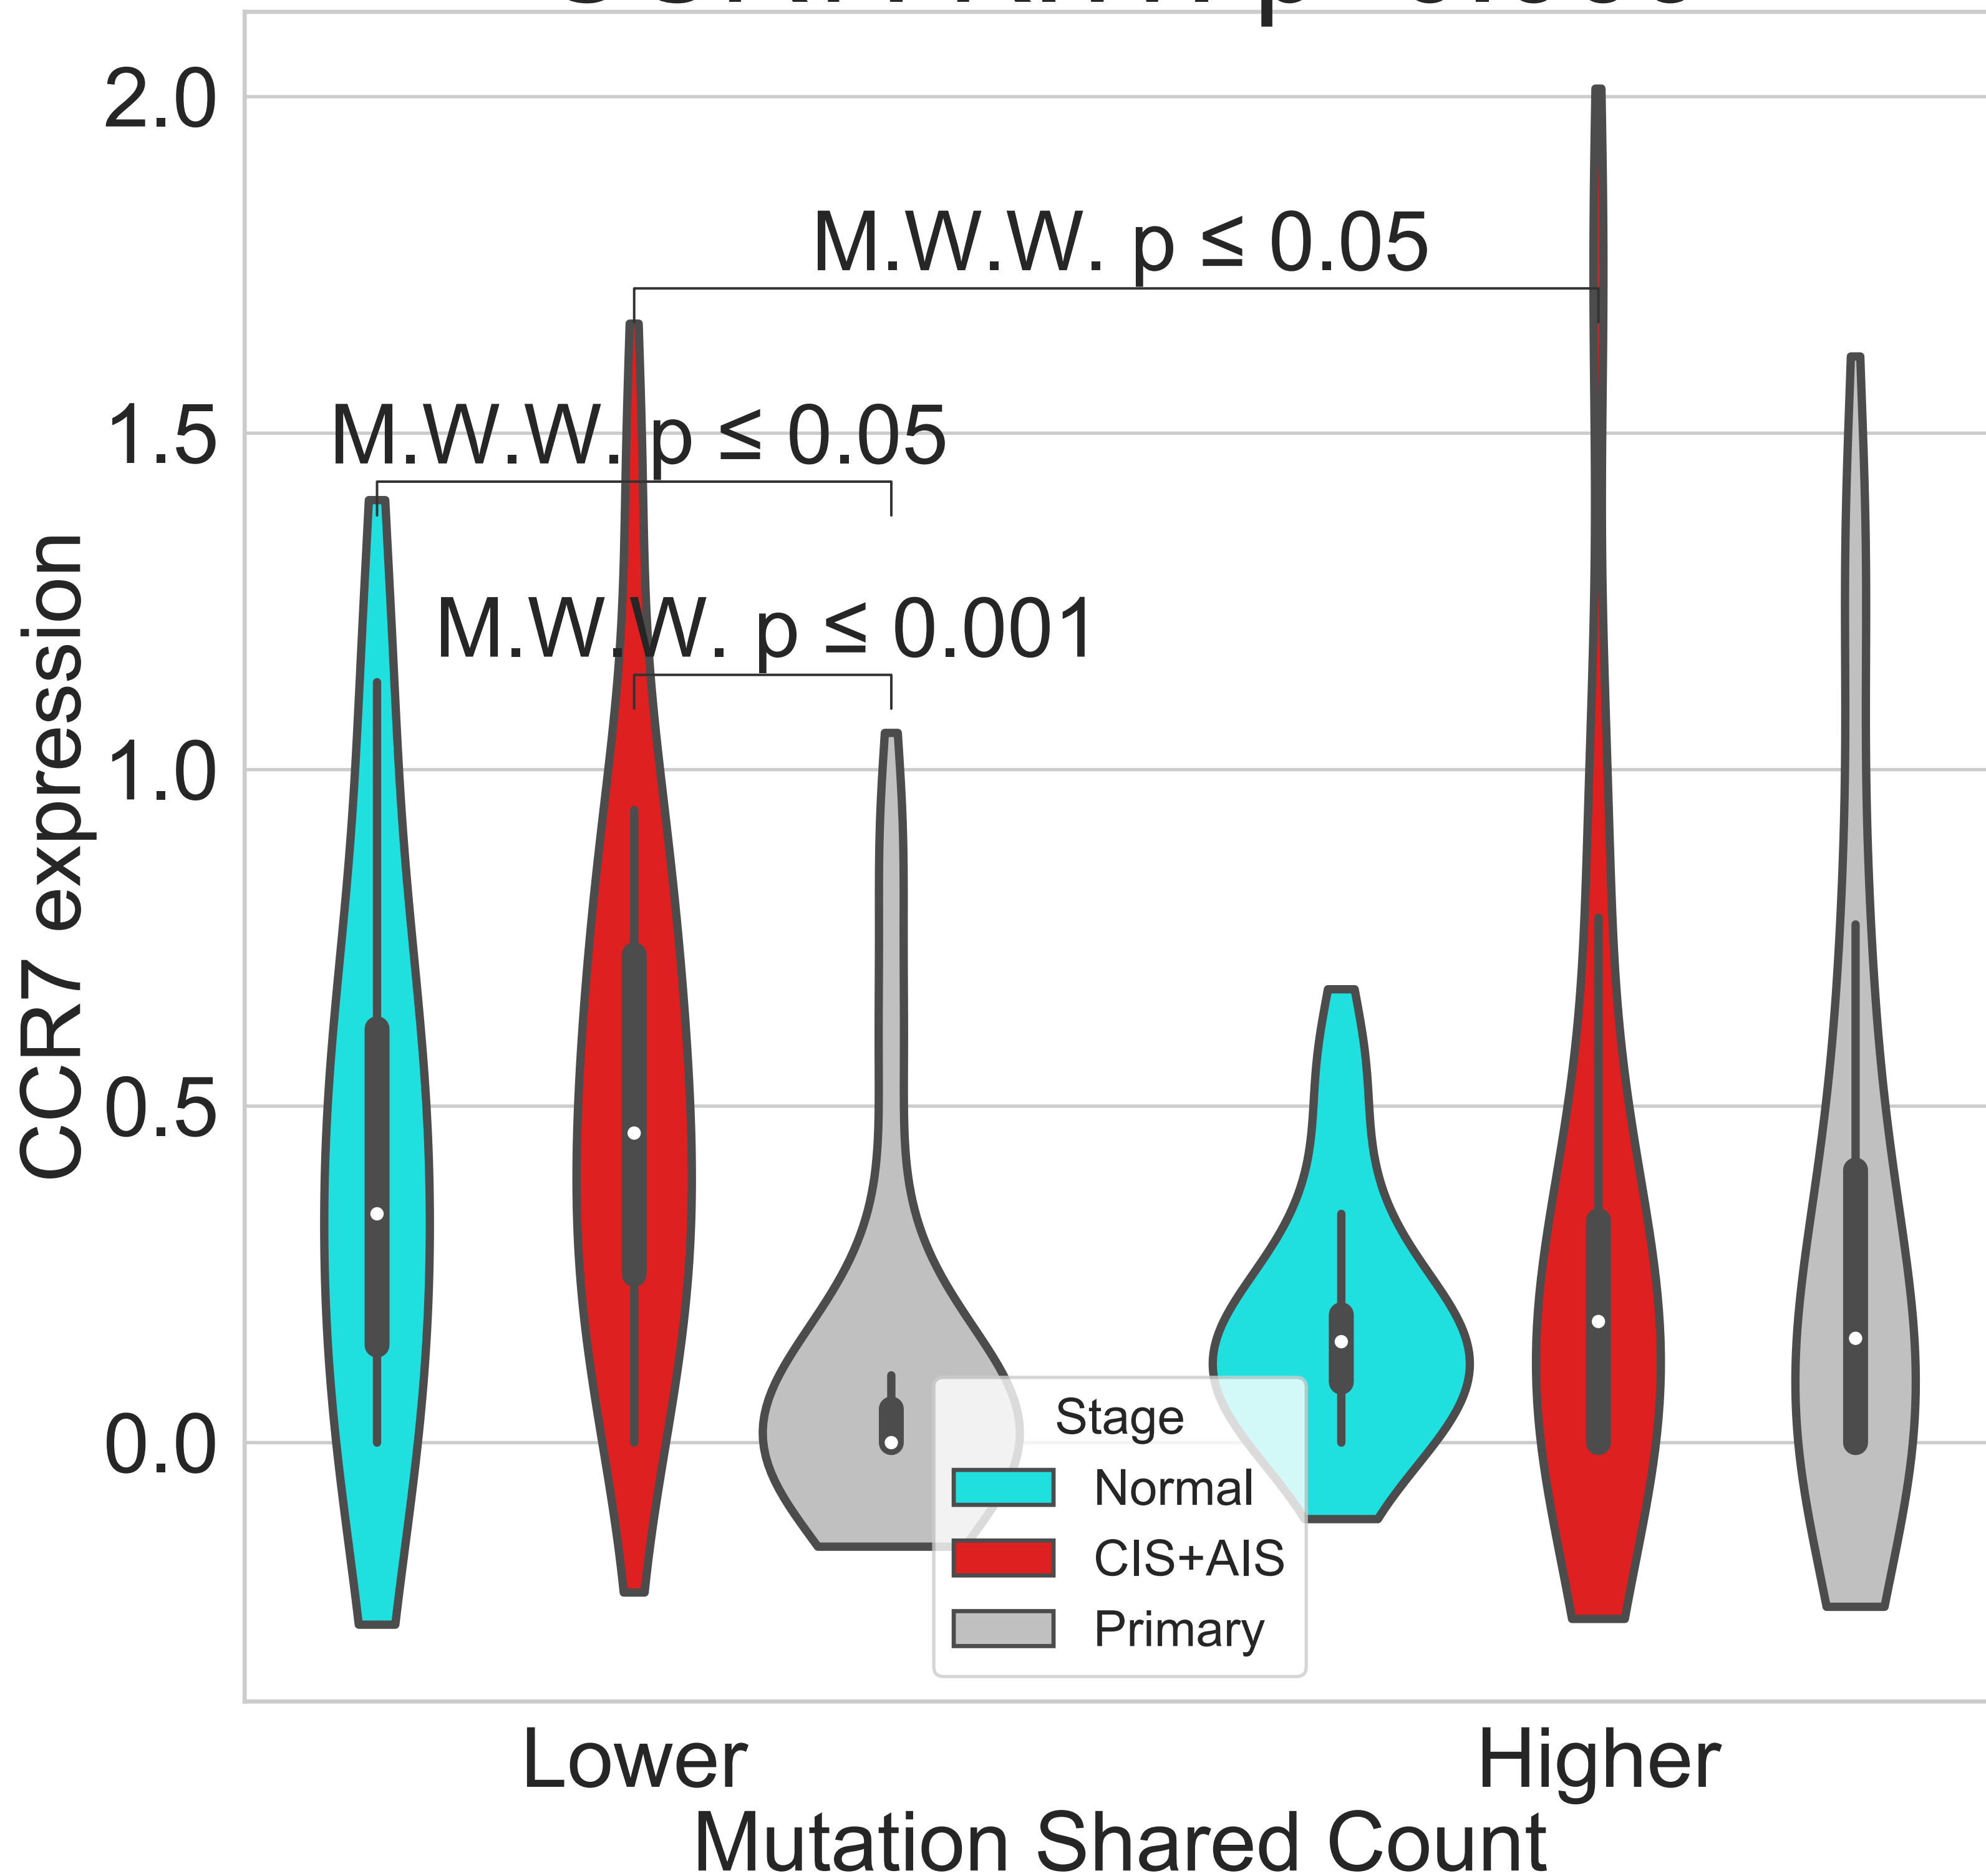 2.0
M.W.W. p ≤ 0.05
1.5
M.W.W. p ≤ 0.05
M.W.W. p ≤ 0.001
1.0
CCR7 expression
0.5
0.0
Stage
Normal
CIS+AIS
Primary
Lower
Higher
Mutation Shared Count